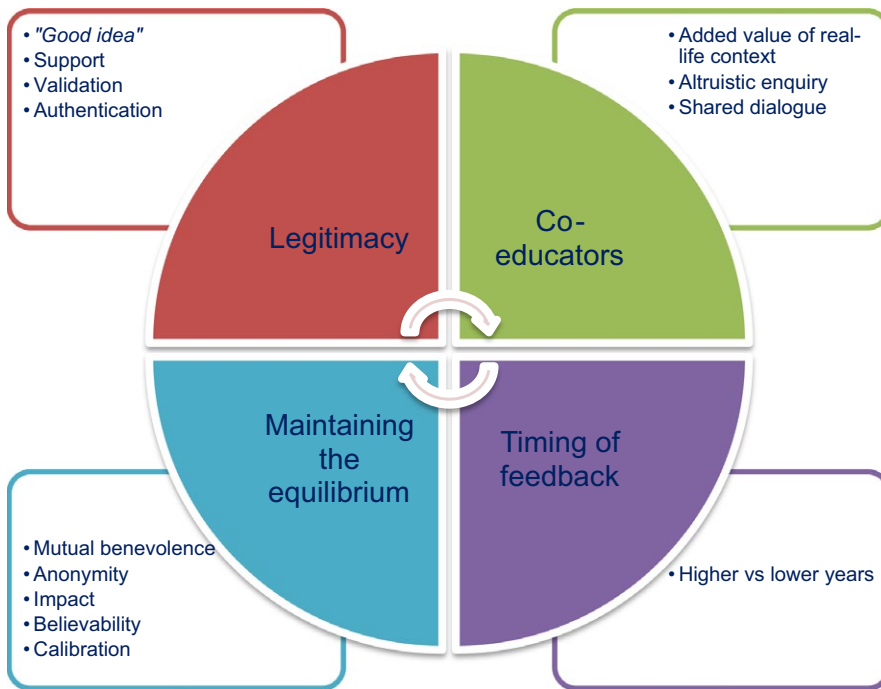 • "Good idea"
• Support
• Validation
• Authentication
• Added value of real-
life context
• Altruistic enquiry
• Shared dialogue
Legitimacy
Co-
educators
Maintaining
the
equilibrium
Timing of
feedback
• Mutual benevolence
• Anonymity
• Impact
• Believability
• Calibration
• Higher vs lower years